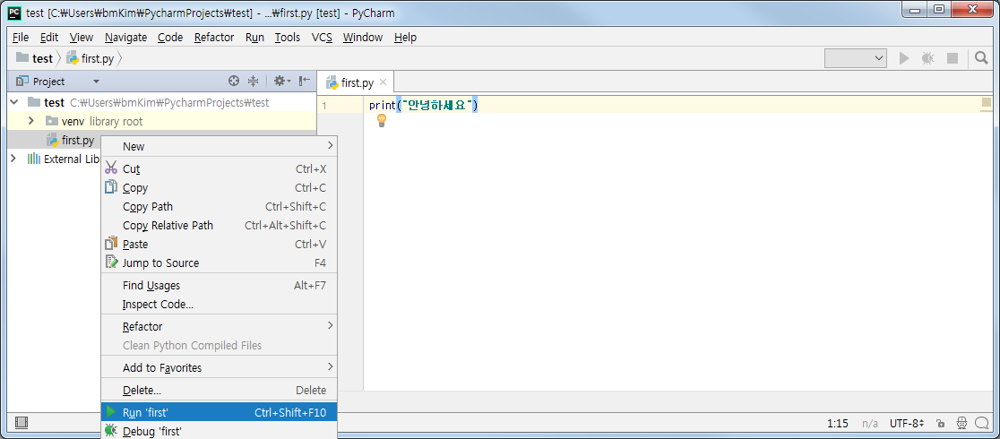 test [C:₩Users₩bmKim₩PycharmProjects₩test] - ...₩first.py [test] - PyCharm
File Edit View Navigate Code Refactor Run Tools VCS Window Help
test first.py
Project
first.py
test C:₩Users₩bmKim₩PycharmProjects₩test
venv library root
first.py
External Lib
1 print("안녕하세요")
New
Cut Ctrl+X
Copy Ctrl+C
Copy Path Ctrl+Shift+C
Copy Relative Path Ctrl+Alt+Shift+C
Paste Ctrl+V
Jump to Source F4
Find Usages Alt+F7
Inspect Code...
Refactor
Clean Python Compiled Files
Add to Favorites
Delete... Delete
Run 'first' Ctrl+Shift+F10
Debug 'first'
1:15 n/a UTF-8